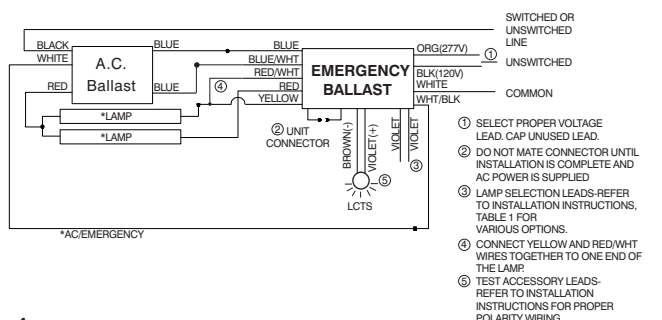 SWITCHED OR
UNSWITCHED
LINE
BLACK
BLUE
BLUE
ORG(277V)
①
WHITE
BLUE/WHT
UNSWITCHED
A.C.
Ballast
RED/WHT
EMERGENCY
BALLAST
BLK(120V)
RED
BLUE
④
RED
WHITE
COMMON
YELLOW
WHT/BLK
*LAMP
*LAMP
② UNIT
CONNECTOR
BROWN(-)
VIOLET(+)
VIOLET
VIOLET
③
⑤
LCTS
*AC/EMERGENCY
① SELECT PROPER VOLTAGE
LEAD. CAP UNUSED LEAD.
② DO NOT MATE CONNECTOR UNTIL
INSTALLATION IS COMPLETE AND
AC POWER IS SUPPLIED
③ LAMP SELECTION LEADS-REFER
TO INSTALLATION INSTRUCTIONS,
TABLE 1 FOR
VARIOUS OPTIONS.
④ CONNECT YELLOW AND RED/WHT
WIRES TOGETHER TO ONE END OF
THE LAMP.
⑤ TEST ACCESSORY LEADS-
REFER TO INSTALLATION
INSTRUCTIONS FOR PROPER
POLARITY WIRING